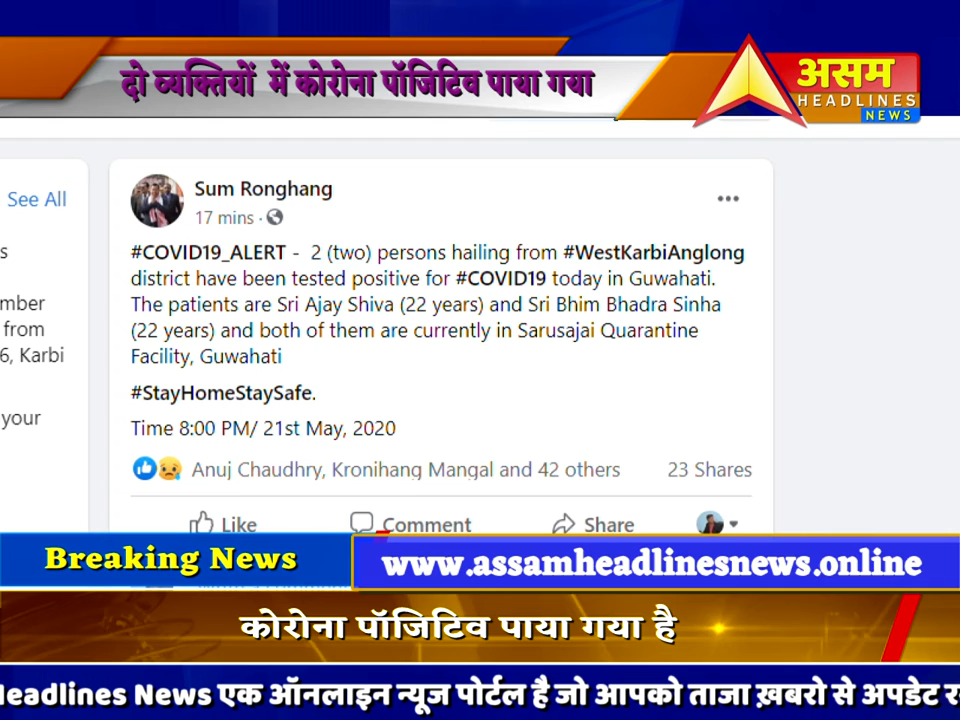 दो व्यक्तियों में कोरोना पॉजिटिव पाया गया
असम
HEADLINES
NEWS
See All
s
mber
from
6, Karbi
your
Sum Ronghang
17 mins ·
#COVID19_ALERT - 2 (two) persons hailing from #WestKarbiAnglong
district have been tested positive for #COVID19 today in Guwahati.
The patients are Sri Ajay Shiva (22 years) and Sri Bhim Bhadra Sinha
(22 years) and both of them are currently in Sarusajai Quarantine
Facility, Guwahati
#StayHomeStaySafe.
Time 8:00 PM/ 21st May, 2020
Anuj Chaudhry, Kronihang Mangal and 42 others 23 Shares
Like Comment Share
Breaking News
www.assamheadlinesnews.online
कोरोना पॉजिटिव पाया गया है
Headlines News एक ऑनलाइन न्यूज पोर्टल है जो आपको ताजा ख़बरो से अपडेट र